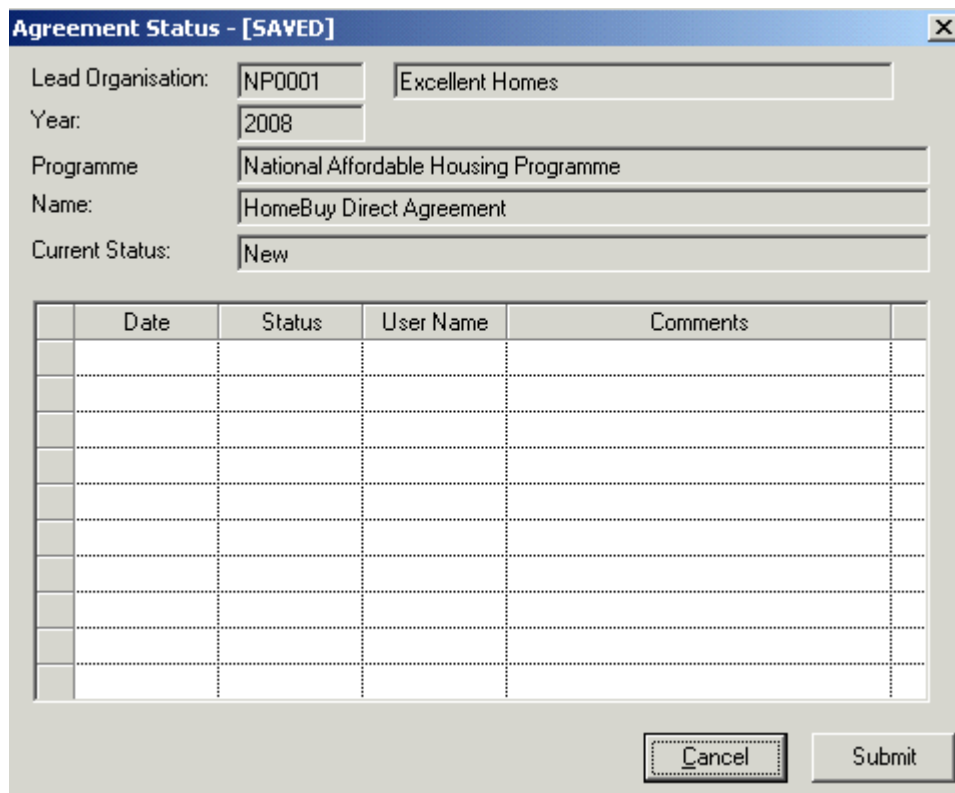 Agreement Status - [SAVED]
Lead Organisation: NP0001 Excellent Homes
Year: 2008
Programme National Affordable Housing Programme
Name: HomeBuy Direct Agreement
Current Status: New
Date Status User Name Comments
Cancel Submit